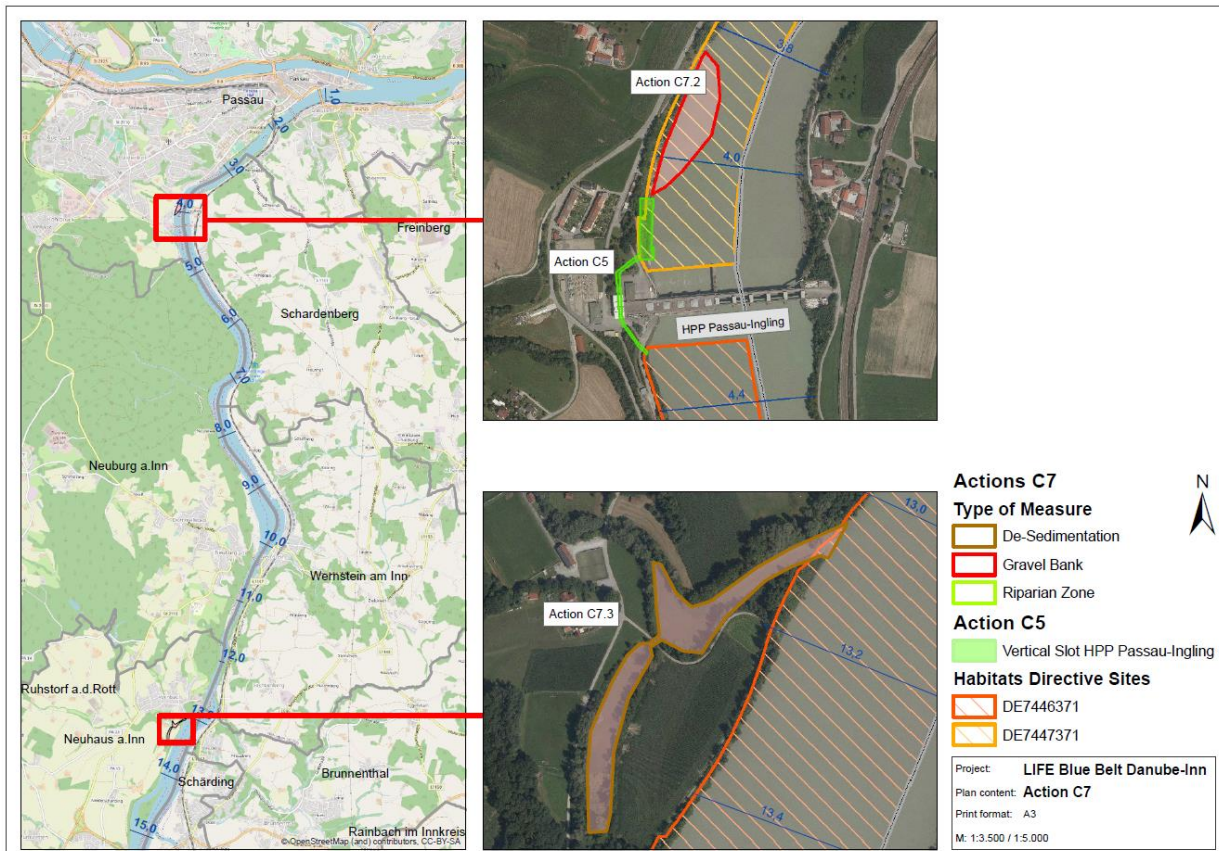 Passau
1,0
2,0
3,0
4,0
Freinberg
5,0
Schardenberg
6,0
7,0
8,0
Neuburg a.Inn
9,0
10,0
Wernstein am Inn
11,0
12,0
Ruhstorf a.d.Rott
Neuhaus a.Inn
14,0
Schärding
Brunnenthal
15,0
Rainbach im Innkreis
©OpenStreetMap (and) contributors, CC-BY-SA
3,8
Action C7.2
4,0
Action C5
HPP Passau-Ingling
4,4
13,0
Action C7.3
13,2
13,4
N
Actions C7
Type of Measure
De-Sedimentation
Gravel Bank
Riparian Zone
Action C5
Vertical Slot HPP Passau-Ingling
Habitats Directive Sites
DE7446371
DE7447371
Project: LIFE Blue Belt Danube-Inn
Plan content: Action C7
Print format: A3
M: 1:3.500 / 1:5.000